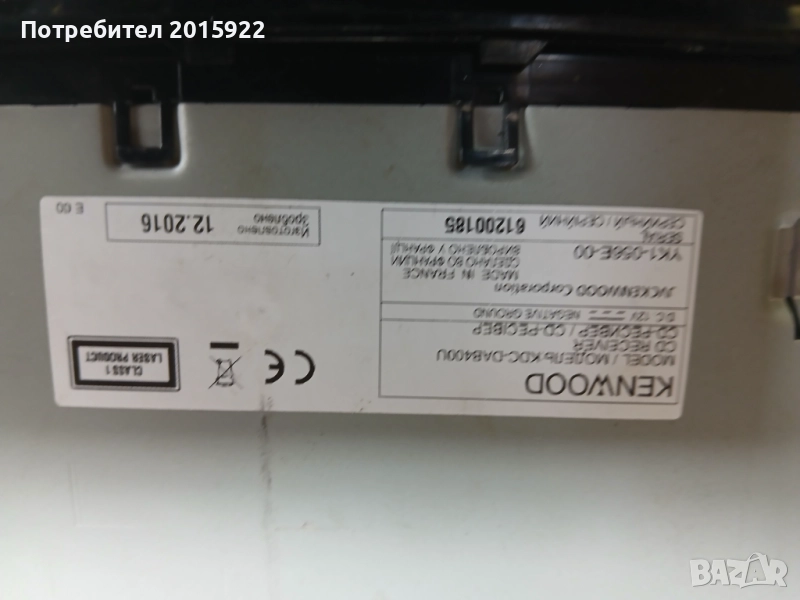 Потребител 2015922
KENWOOD
MODEL / МОДЕЛЬ KDC-DAB400U
CD RECEIVER
CD-РЕСИВЕР / CD-РЕСІВЕР
D.C. 12V NEGATIVE GROUND
JVCKENWOOD Corporation
MADE IN FRANCE
СДЕЛАНО ВО ФРАНЦИИ
ВИРОБЛЕНО У ФРАНЦІЇ
YK1-056E-00
SERIAL
СЕРИЙНЫЙ / СЕРІЙНИЙ 61200185
CE
CLASS 1
LASER PRODUCT
Изготовлено
Зроблено 12.2016
E 00
BAZAR